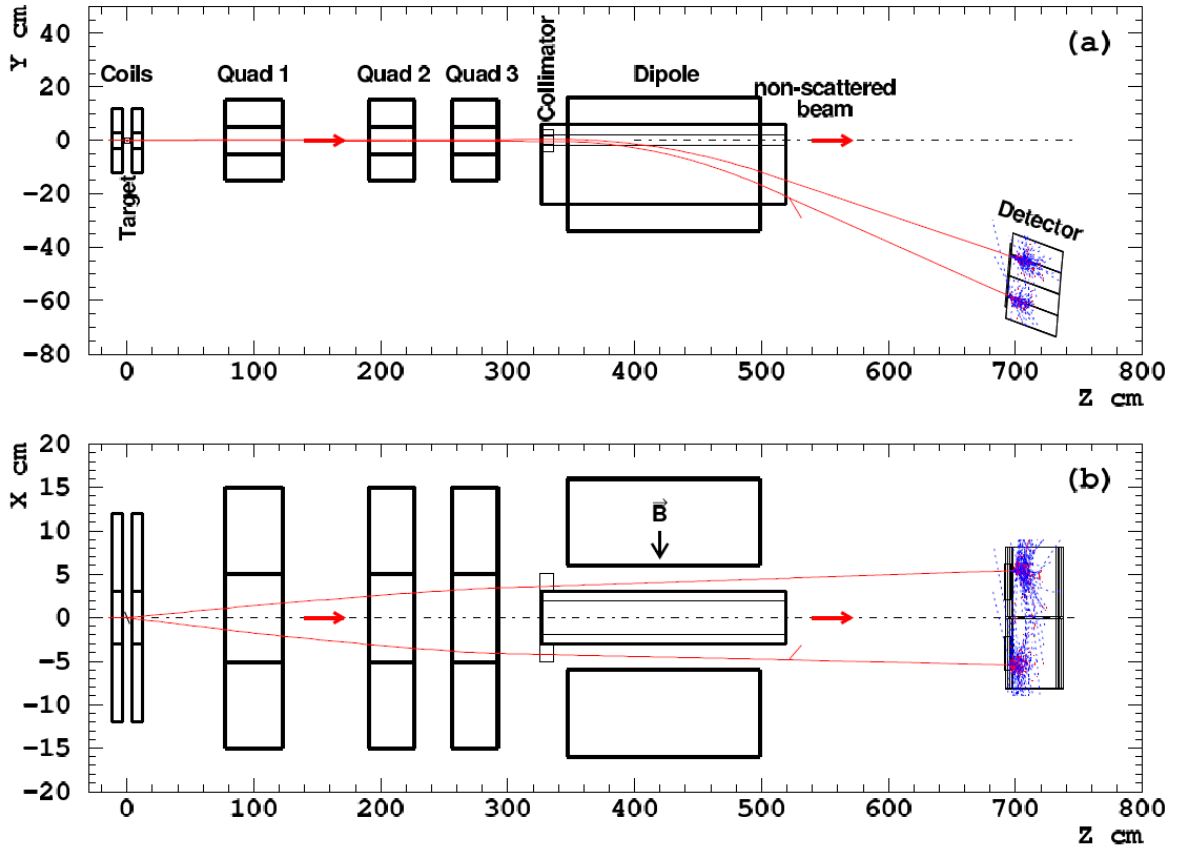 Y cm
40
20
0
-20
-40
-60
-80
(a)
Coils
Quad 1
Quad 2
Quad 3
Collimator
Dipole
non-scattered
beam
Target
Detector
0
100
200
300
400
500
600
700
800
Z cm
X cm
20
15
10
5
0
-5
-10
-15
-20
(b)
B
0
100
200
300
400
500
600
700
800
Z cm